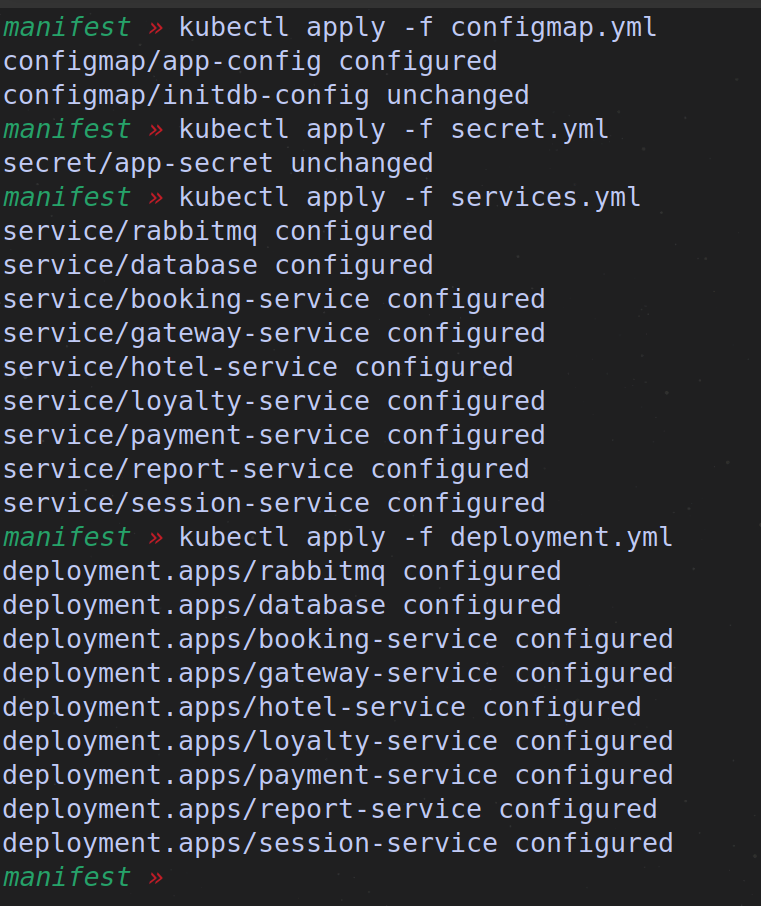 manifest » kubectl apply -f configmap.yml
configmap/app-config configured
configmap/initdb-config unchanged
manifest » kubectl apply -f secret.yml
secret/app-secret unchanged
manifest » kubectl apply -f services.yml
service/rabbitmq configured
service/database configured
service/booking-service configured
service/gateway-service configured
service/hotel-service configured
service/loyalty-service configured
service/payment-service configured
service/report-service configured
service/session-service configured
manifest » kubectl apply -f deployment.yml
deployment.apps/rabbitmq configured
deployment.apps/database configured
deployment.apps/booking-service configured
deployment.apps/gateway-service configured
deployment.apps/hotel-service configured
deployment.apps/loyalty-service configured
deployment.apps/payment-service configured
deployment.apps/report-service configured
deployment.apps/session-service configured
manifest »